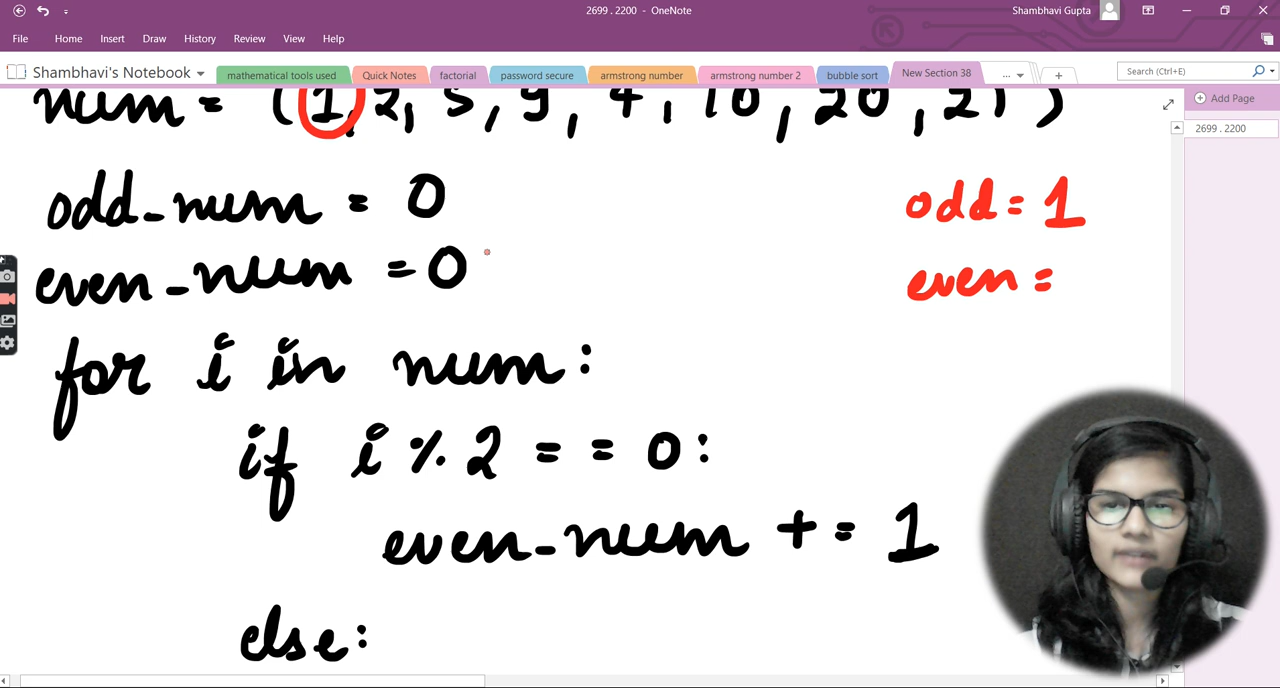 2699 . 2200 - OneNote
Shambhavi Gupta
File Home Insert Draw History Review View Help
Shambhavi's Notebook mathematical tools used Quick Notes factorial password secure armstrong number armstrong number 2 bubble sort New Section 38 ... + Search (Ctrl+E)
Add Page
2699 . 2200
num = (1, 2, 5, 9, 4, 10, 20, 21)
odd_num = 0
odd = 1
even_num = 0
even =
for i in num:
if i % 2 = = 0:
even_num + = 1
else: